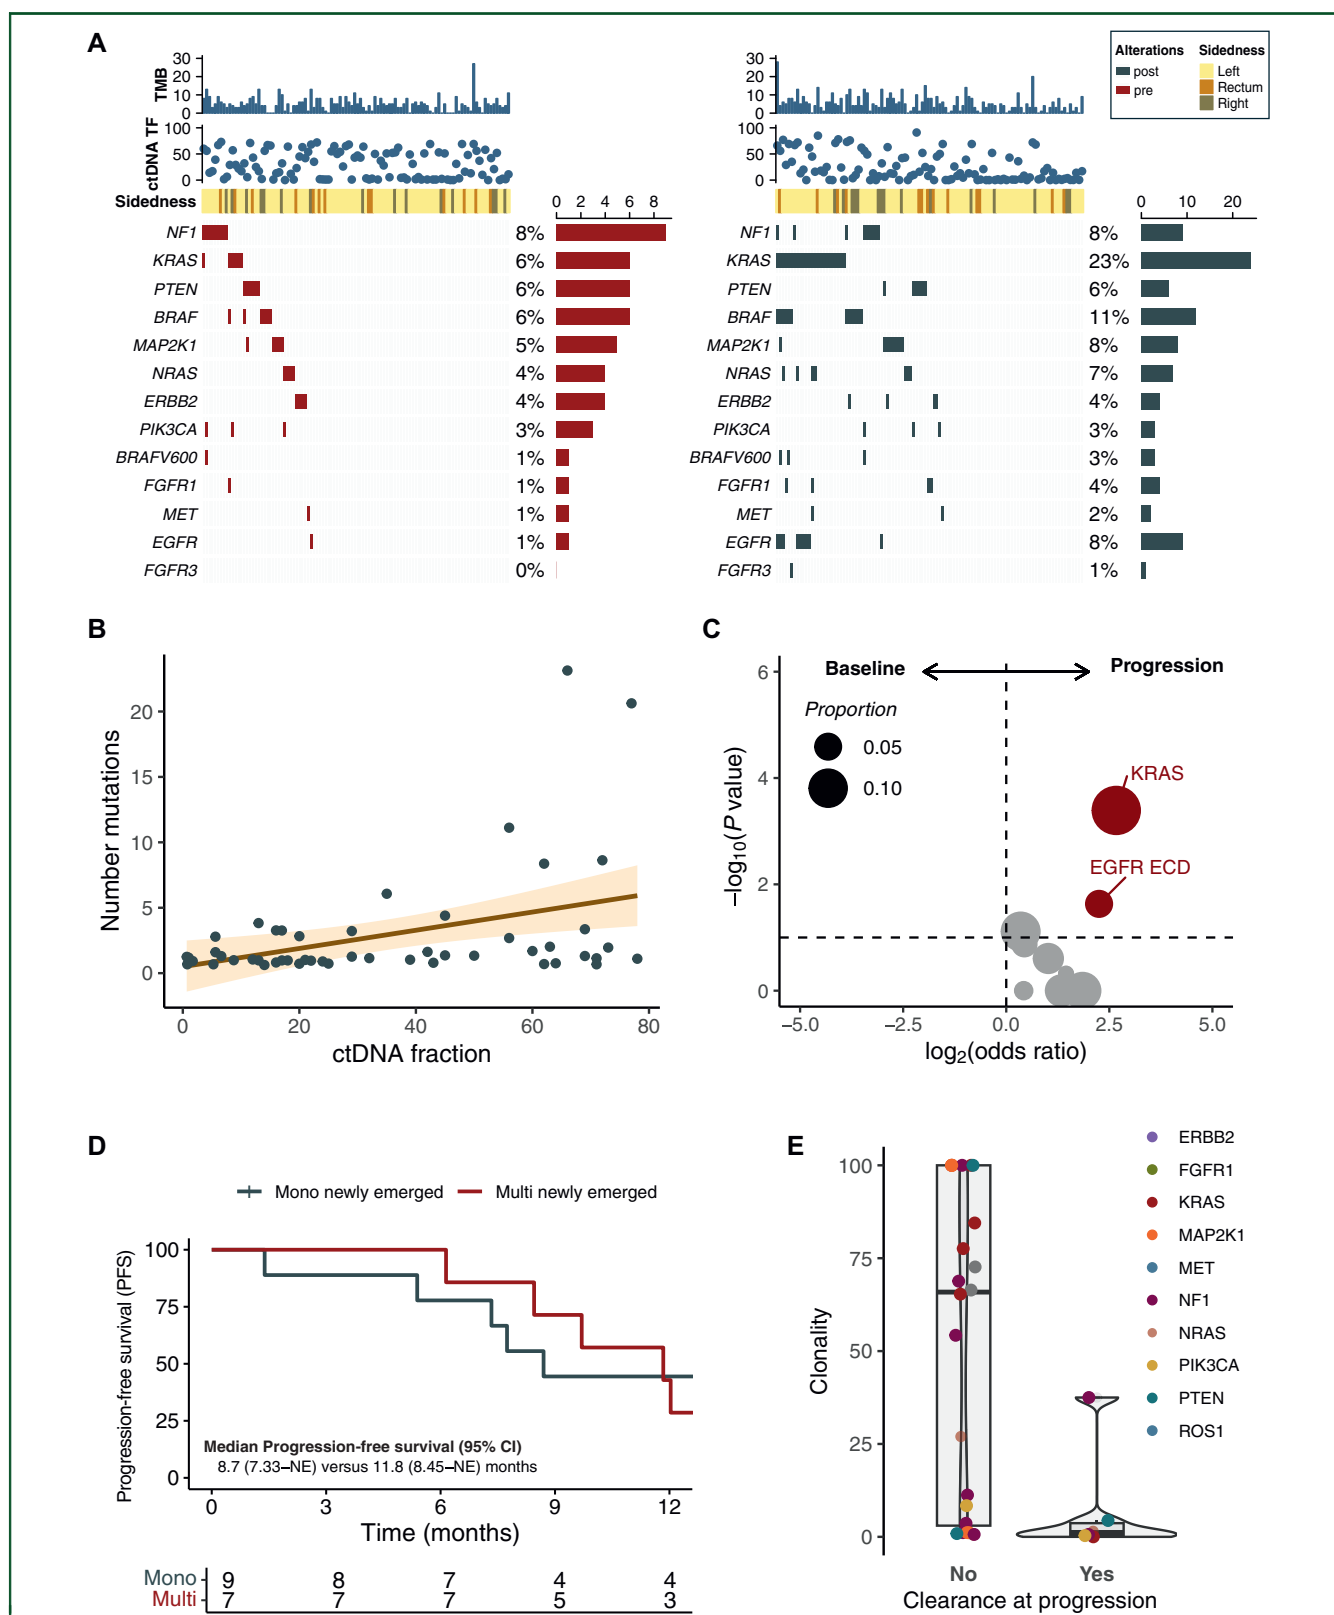 A
30
20
10
0
TMB
100
50
0
ctDNA TF
Sidedness
0 2 4 6 8
NF1 8%
KRAS 6%
PTEN 6%
BRAF 6%
MAP2K1 5%
NRAS 4%
ERBB2 4%
PIK3CA 3%
BRAFV600 1%
FGFR1 1%
MET 1%
EGFR 1%
FGFR3 0%
30
20
10
0
100
50
0
0 10 20
NF1 8%
KRAS 23%
PTEN 6%
BRAF 11%
MAP2K1 8%
NRAS 7%
ERBB2 4%
PIK3CA 3%
BRAFV600 3%
FGFR1 4%
MET 2%
EGFR 8%
FGFR3 1%
Alterations Sidedness
post Left
pre Rectum
Right
B
Number mutations
20
15
10
5
0
0 20 40 60 80
ctDNA fraction
C
Baseline Progression
Proportion
0.05
0.10
KRAS
EGFR ECD
−log10(P value)
6
4
2
0
−5.0 −2.5 0.0 2.5 5.0
log2(odds ratio)
D
Mono newly emerged Multi newly emerged
Progression-free survival (PFS)
100
75
50
25
0
Median Progression-free survival (95% CI)
8.7 (7.33–NE) versus 11.8 (8.45–NE) months
0 3 6 9 12
Time (months)
Mono 9 8 7 4 4
Multi 7 7 7 5 3
E
Clonality
100
75
50
25
0
No Yes
Clearance at progression
ERBB2
FGFR1
KRAS
MAP2K1
MET
NF1
NRAS
PIK3CA
PTEN
ROS1